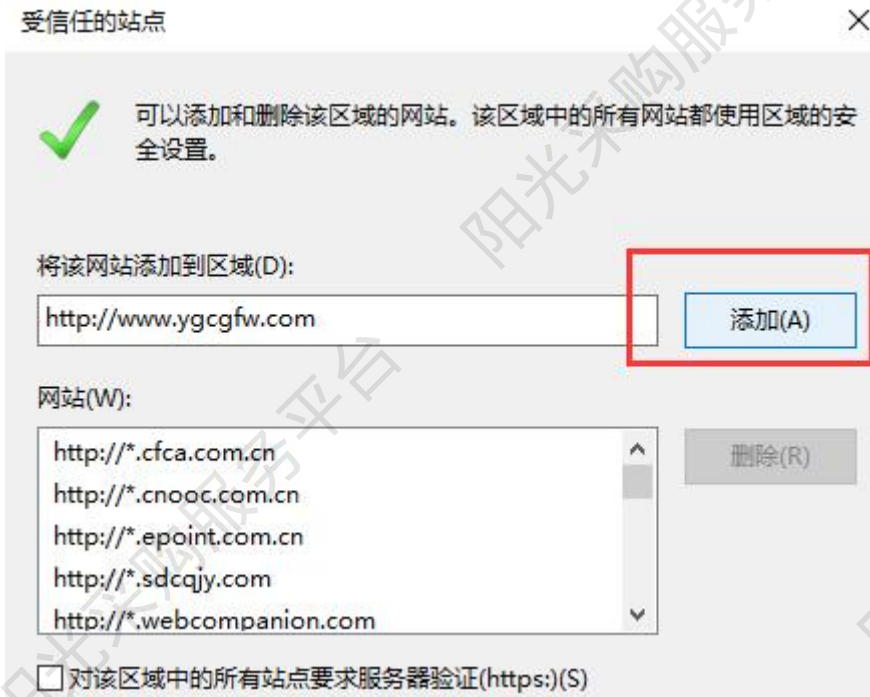 受信任的站点
可以添加和删除该区域的网站。该区域中的所有网站都使用区域的安
全设置。
将该网站添加到区域(D):
http://www.ygcgfw.com
添加(A)
网站(W):
http://*.cfca.com.cn
删除(R)
http://*.cnooc.com.cn
http://*.epoint.com.cn
http://*.sdcqjy.com
http://*.webcompanion.com
对该区域中的所有站点要求服务器验证(https:)(S)
阳光采购服务
阳光采购服务平台